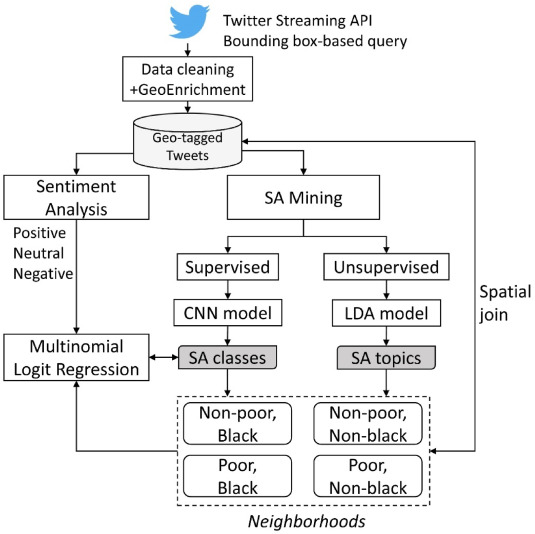 Twitter Streaming API
Bounding box-based query
Data cleaning
+GeoEnrichment
Geo-tagged
Tweets
Sentiment
Analysis
SA Mining
Positive
Neutral
Negative
Supervised
Unsupervised
Spatial
join
CNN model
LDA model
Multinomial
Logit Regression
SA classes
SA topics
Non-poor,
Black
Non-poor,
Non-black
Poor,
Black
Poor,
Non-black
Neighborhoods